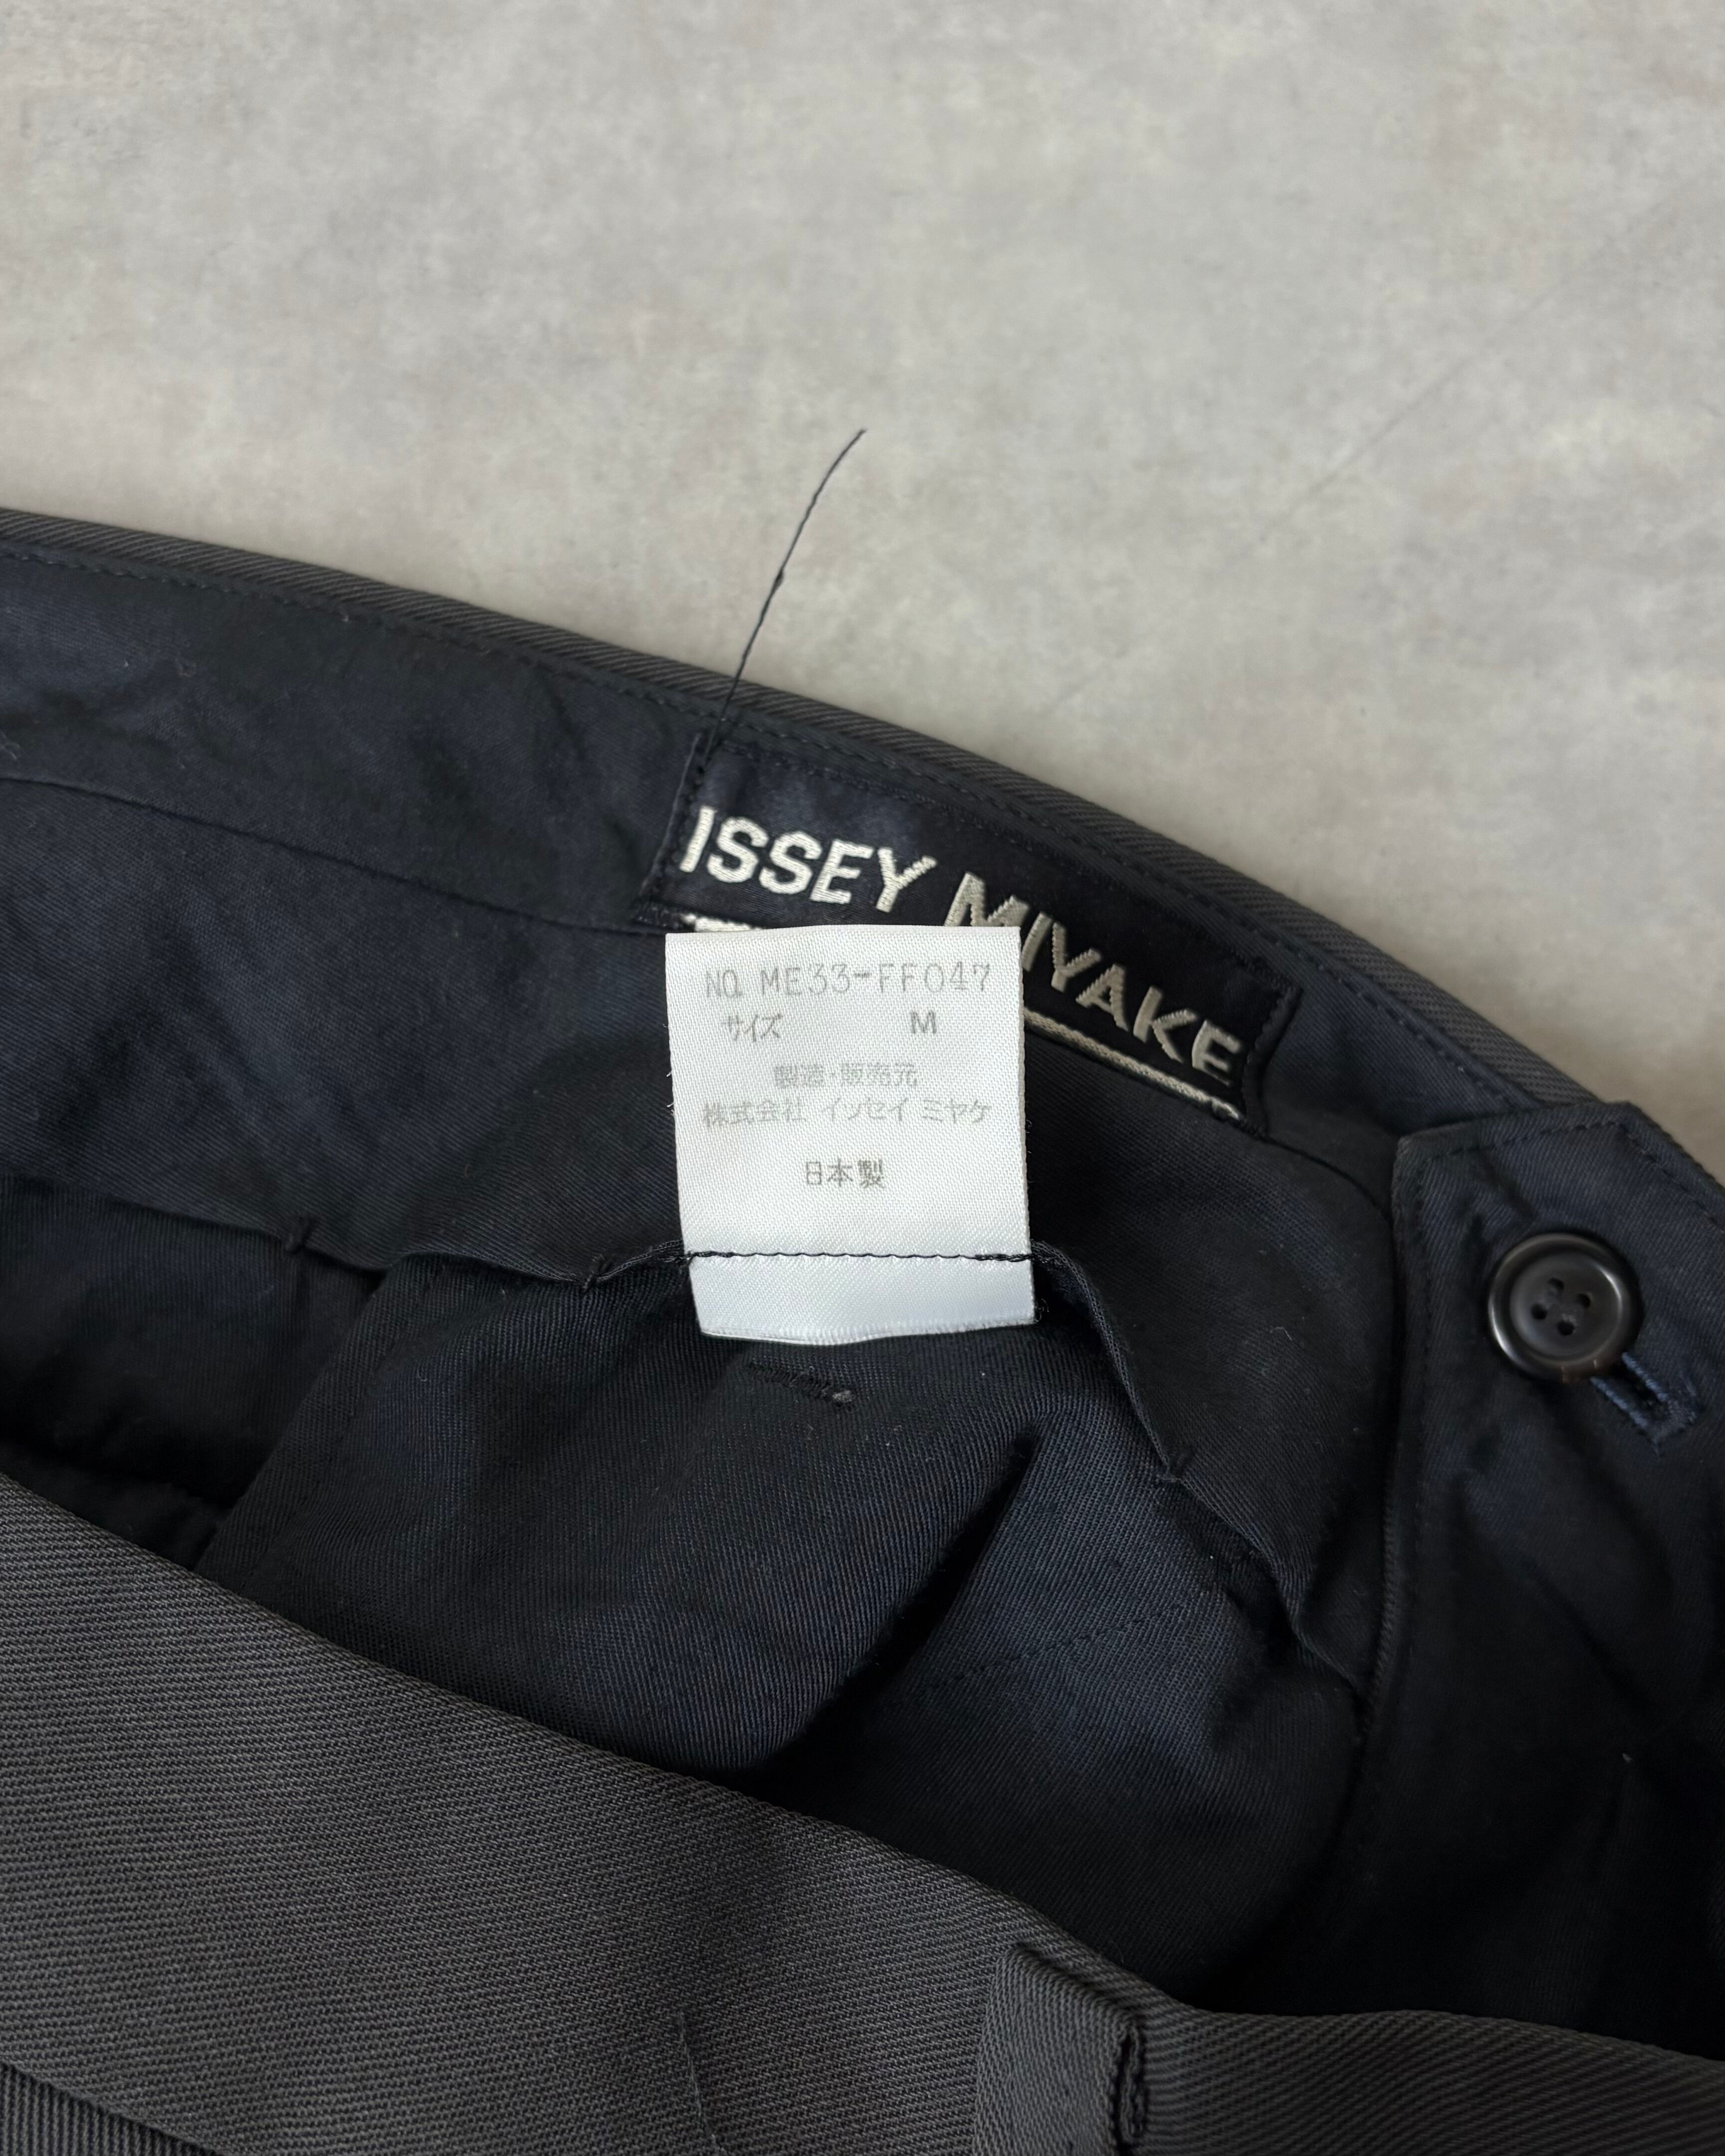 ISSEY MIYAKE
NO. ME33-FF047
サイズ M
製造・販売元
株式会社 イッセイ ミヤケ
日本製